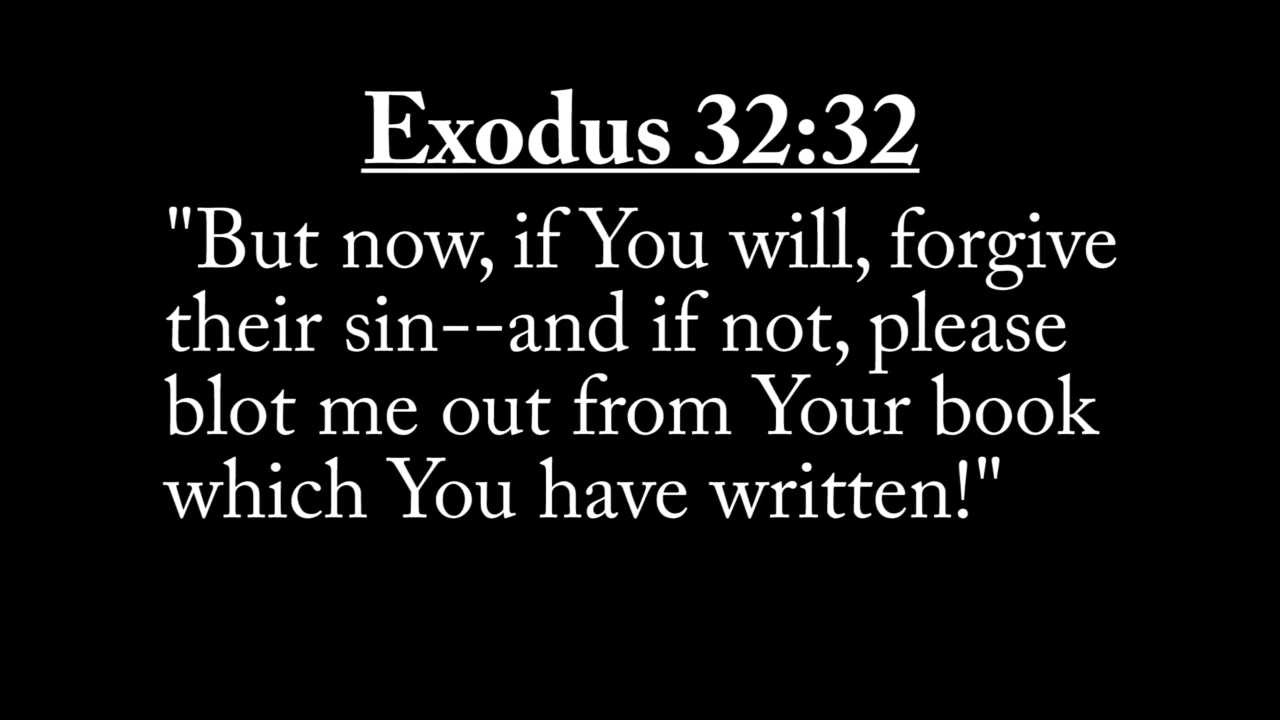 Exodus 32:32
"But now, if You will, forgive
their sin--and if not, please
blot me out from Your book
which You have written!"